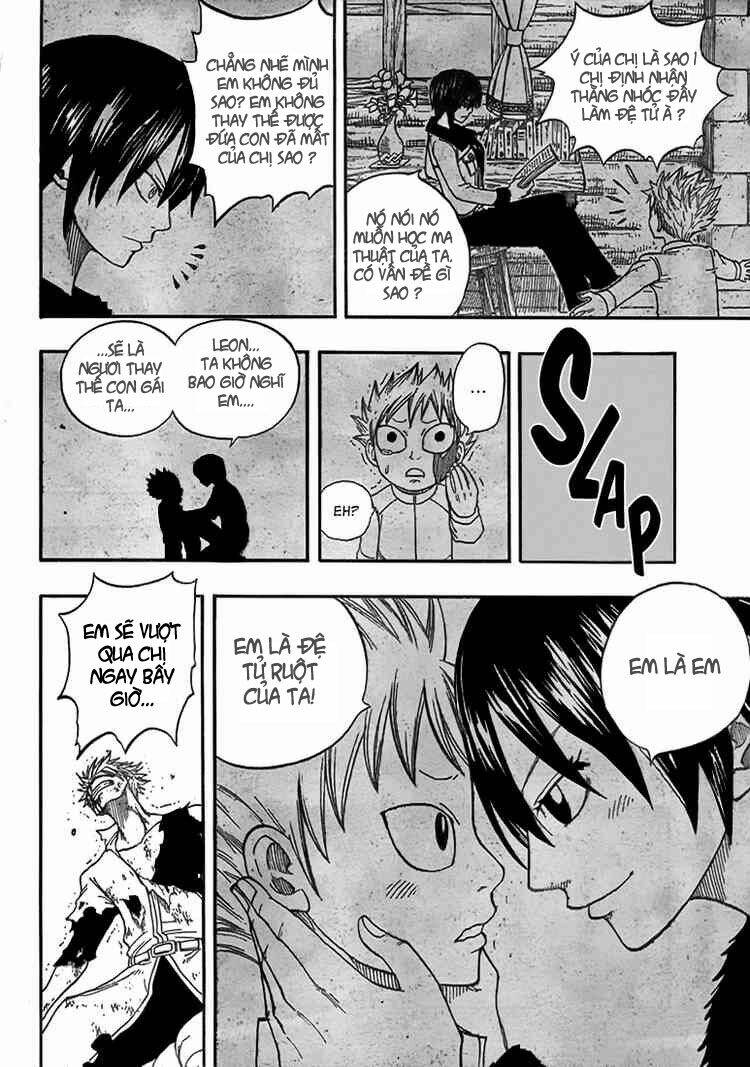 Ý CỦA CHỊ LÀ SAO!
CHỊ ĐỊNH NHẬN
THẰNG NHÓC ĐẤY
LÀM ĐỆ TỬ À ?
NÓ NÓI NÓ
MUỐN HỌC MA
THUẬT CỦA TA.
CÓ VẤN ĐỀ GÌ
SAO ?
CHẲNG NHẼ MÌNH
EM KHÔNG ĐỦ
SAO? EM KHÔNG
THAY THẾ ĐƯỢC
ĐỨA CON ĐÃ MẤT
CỦA CHỊ SAO ?
SLAP
...
EH?
LEON...
TA KHÔNG
BAO GIỜ NGHĨ
EM....
...SẼ LÀ
NGƯƠI THAY
THẾ CON GÁI
TA...
EM LÀ EM
EM LÀ ĐỆ
TỬ RUỘT
CỦA TA!
EM SẼ VƯỢT
QUA CHỊ
NGAY BÂY
GIỜ...